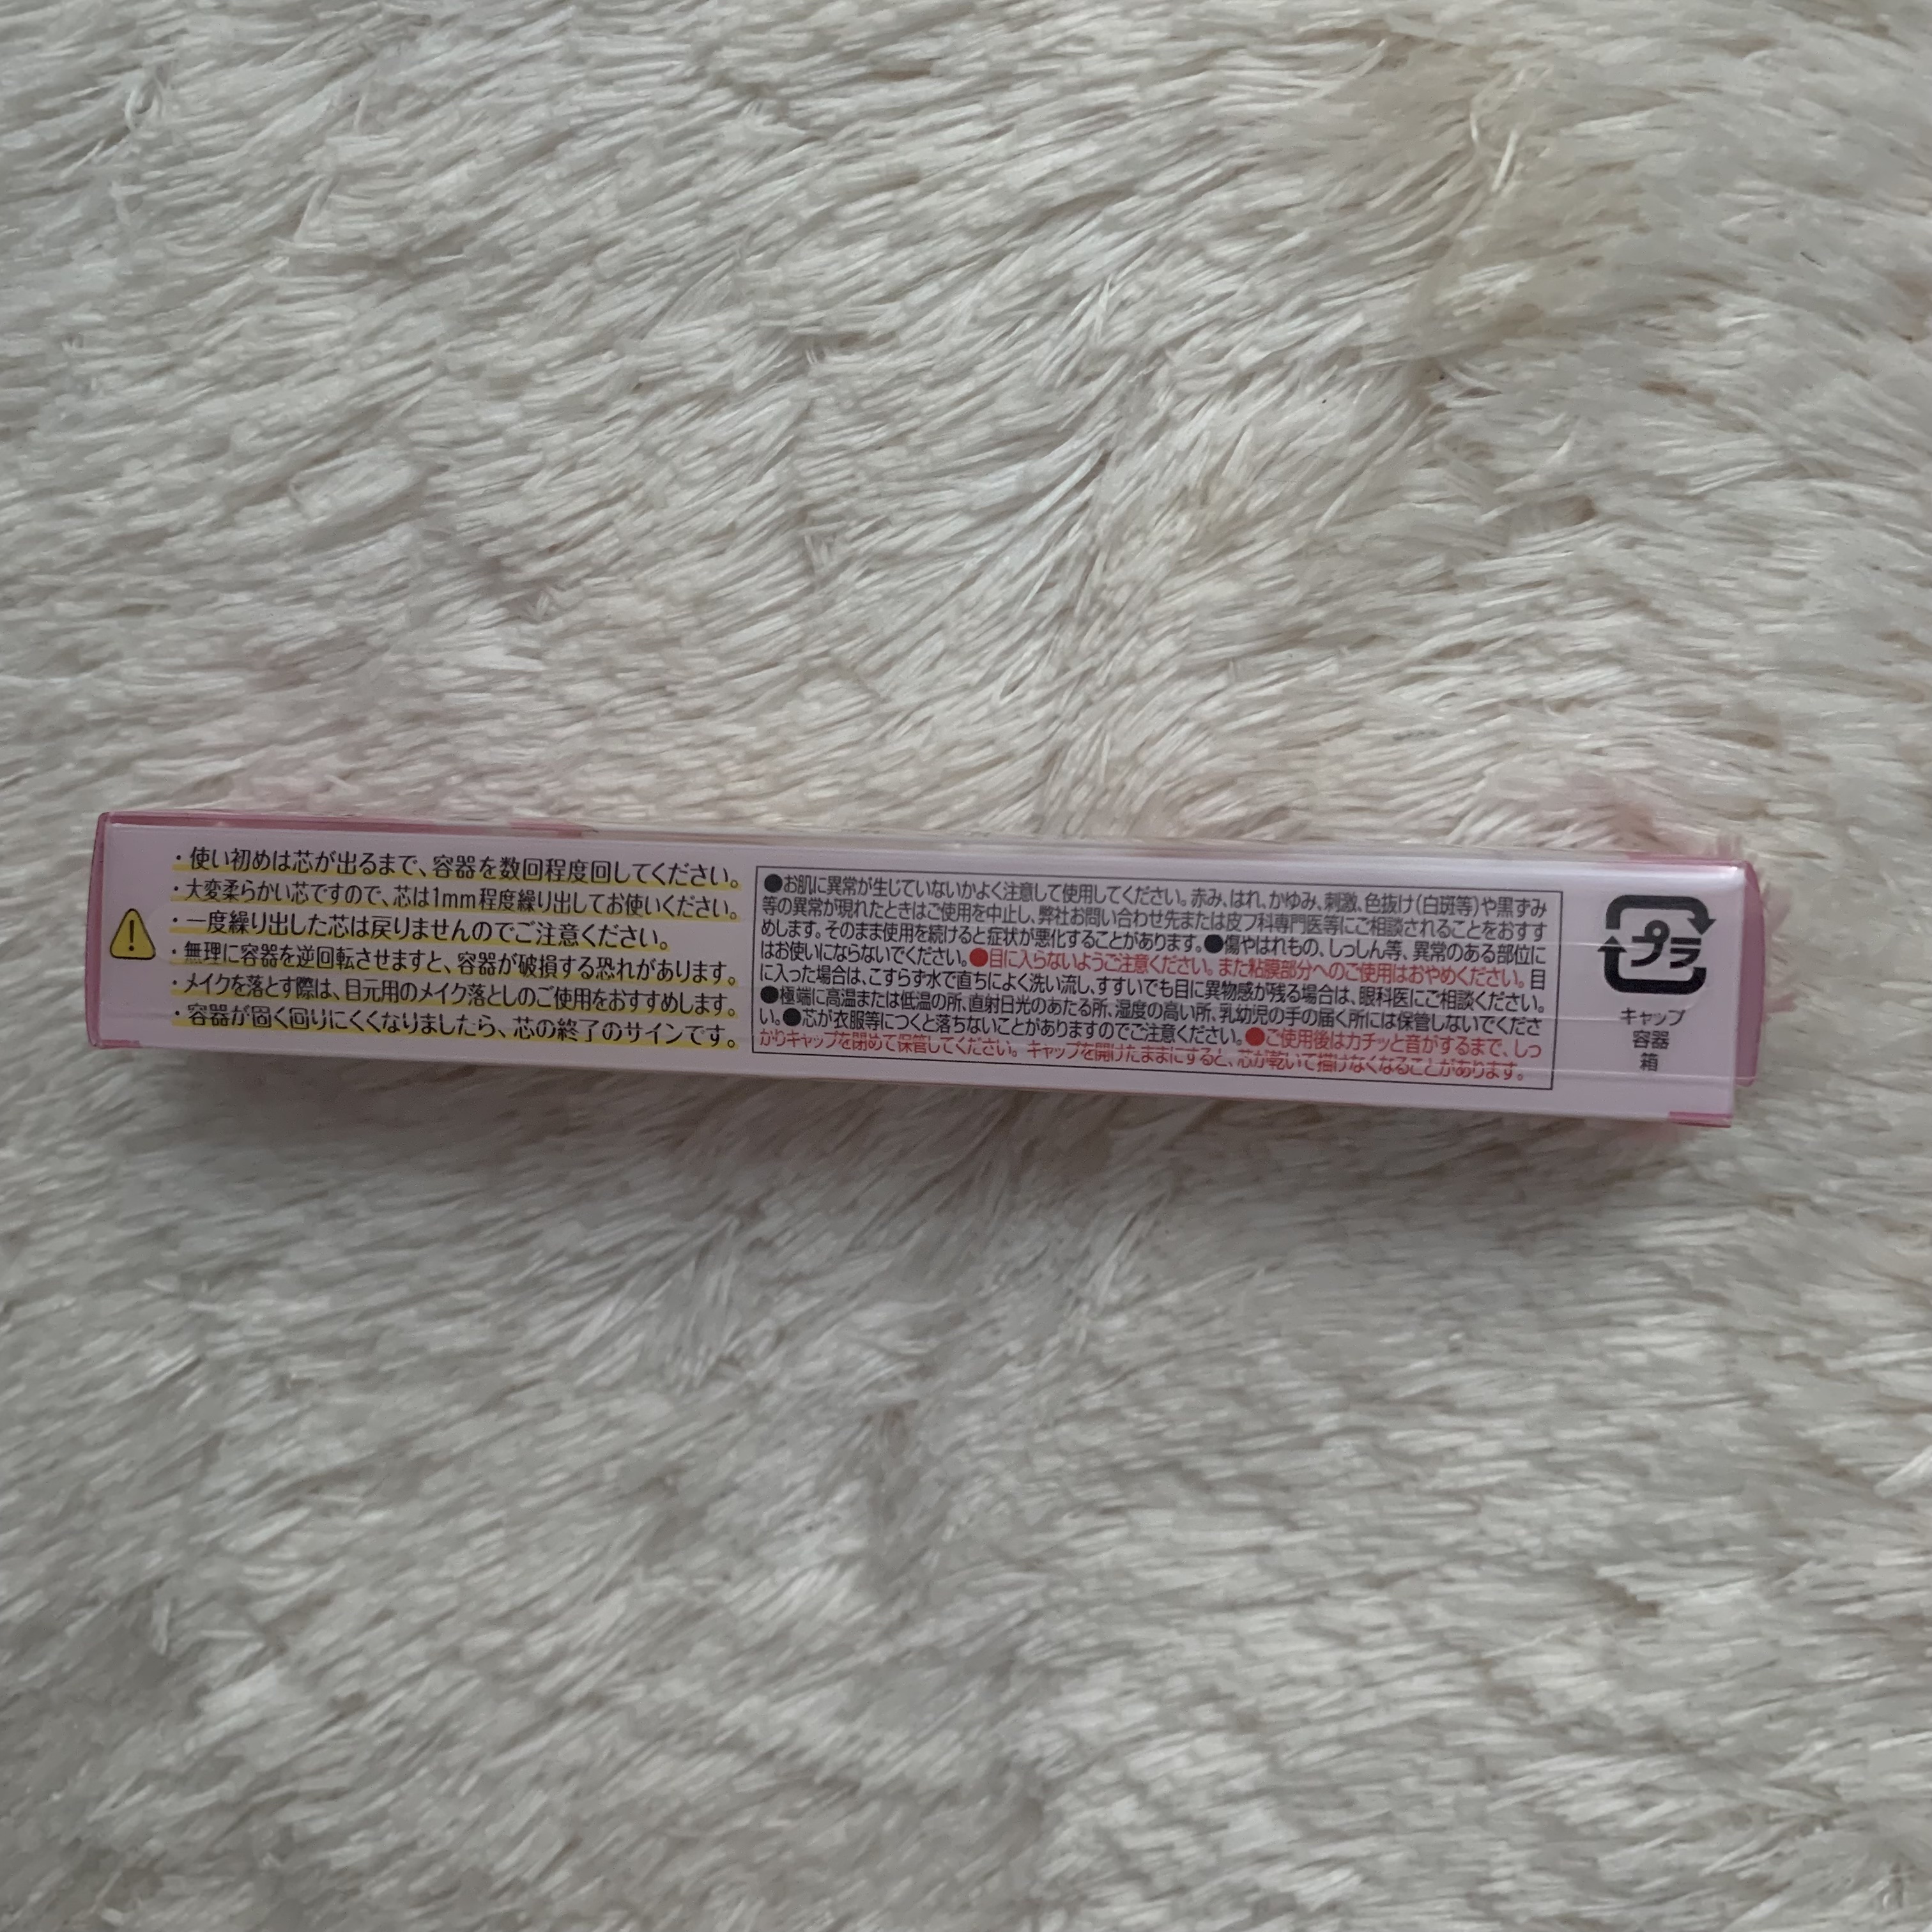 ・使い初めは芯が出るまで、容器を数回程度回してください。
・大変柔らかい芯ですので、芯は1mm程度繰り出してお使いください。
・一度繰り出した芯は戻りませんのでご注意ください。
・無理に容器を逆回転させますと、容器が破損する恐れがあります。
・メイクを落とす際は、目元用のメイク落としのご使用をおすすめします。
・容器が固く回りにくくなりましたら、芯の終了のサインです。
●お肌に異常が生じていないかよく注意して使用してください。赤み、はれ、かゆみ、刺激、色抜け(白斑等)や黒ずみ
等の異常が現れたときはご使用を中止し、弊社お問い合わせ先または皮フ科専門医等にご相談されることをおすす
めします。そのまま使用を続けると症状が悪化することがあります。●傷やはれもの、しっしん等、異常のある部位に
はお使いにならないでください。●目に入らないようご注意ください。また粘膜部分へのご使用はおやめください。目
に入った場合は、こすらず水で直ちによく洗い流し、すすいでも目に異物感が残る場合は、眼科医にご相談ください。
●極端に高温または低温の所、直射日光のあたる所、湿度の高い所、乳幼児の手の届く所には保管しないでくださ
い。●芯が衣服等につくと落ちないことがありますのでご注意ください。●ご使用後はカチッと音がするまで、しっ
かりキャップを閉めて保管してください。キャップを開けたままにすると、芯が乾いて描けなくなることがあります。
プラ
キャップ
容器
箱